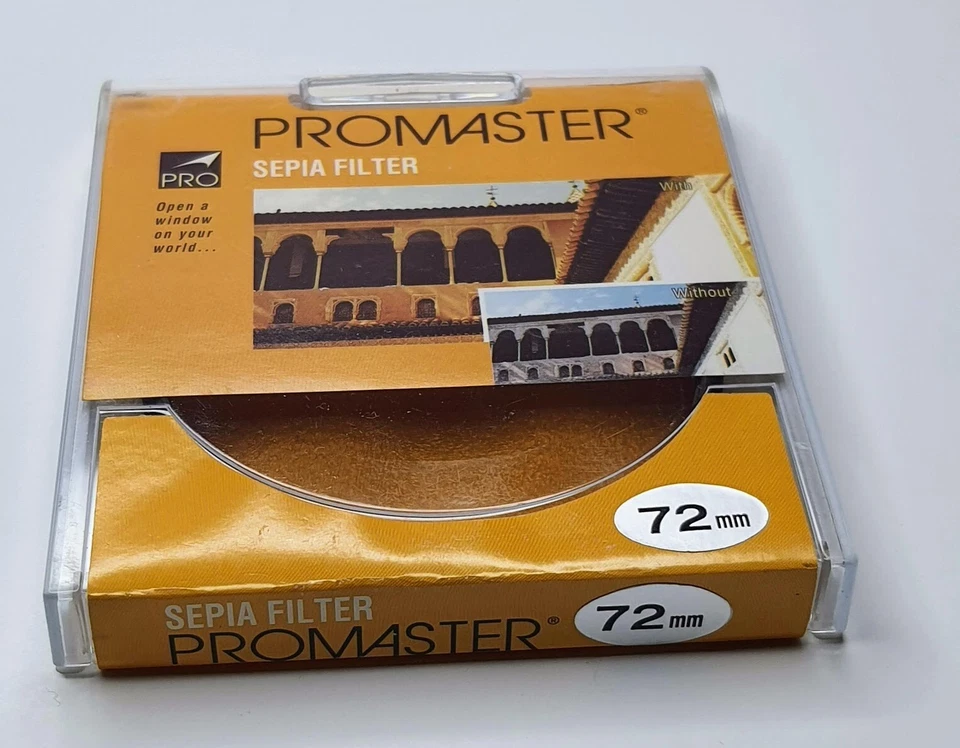 PROMASTER®
SEPIA FILTER
PRO
Open a
window
on your
world...
With
Without
72mm
SEPIA FILTER
72mm
PROMASTER®